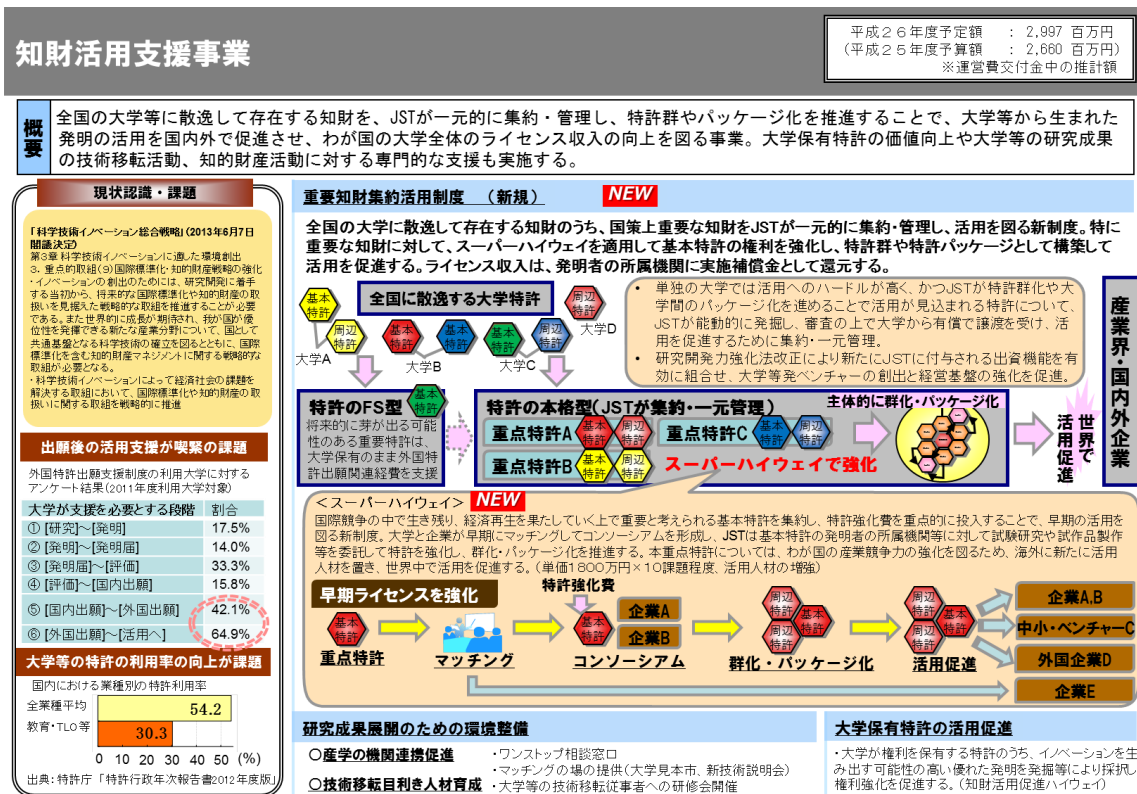 知財活用支援事業
平成26年度予定額 : 2,997 百万円
(平成25年度予算額 : 2,660 百万円)
※運営費交付金中の推計額
概要
全国の大学等に散逸して存在する知財を、JSTが一元的に集約・管理し、特許群やパッケージ化を推進することで、大学等から生まれた
発明の活用を国内外で促進させ、わが国の大学全体のライセンス収入の向上を図る事業。大学保有特許の価値向上や大学等の研究成果
の技術移転活動、知的財産活動に対する専門的な支援も実施する。
現状認識・課題
「科学技術イノベーション総合戦略」(2013年6月7日
閣議決定)
第3章 科学技術イノベーションに適した環境創出
3．重点的取組(9)国際標準化・知的財産戦略の強化
・イノベーションの創出のためには、研究開発に着手
する当初から、将来的な国際標準化や知的財産の取
扱いを見据えた戦略的な取組を推進することが必要
である。また世界的に成長が期待され、我が国が優
位性を発揮できる新たな産業分野について、国として
共通基盤となる科学技術の確立を図るとともに、国際
標準化を含む知的財産マネジメントに関する戦略的な
取組が必要となる。
・科学技術イノベーションによって経済社会の課題を
解決する取組において、国際標準化や知的財産の取
扱いに関する取組を戦略的に推進
出願後の活用支援が喫緊の課題
外国特許出願支援制度の利用大学に対する
アンケート結果(2011年度利用大学対象)
大学が支援を必要とする段階 割合
① [研究]～[発明] 17.5%
② [発明]～[発明届] 14.0%
③ [発明届]～[評価] 33.3%
④ [評価]～[国内出願] 15.8%
⑤ [国内出願]～[外国出願] 42.1%
⑥ [外国出願]～[活用へ] 64.9%
大学等の特許の利用率の向上が課題
国内における業種別の特許利用率
全業種平均 54.2
教育・TLO等 30.3
0 10 20 30 40 50 (%)
出典：特許庁「特許行政年次報告書2012年度版」
重要知財集約活用制度 （新規） NEW
全国の大学に散逸して存在する知財のうち、国策上重要な知財をJSTが一元的に集約・管理し、活用を図る新制度。特に
重要な知財に対して、スーパーハイウェイを適用して基本特許の権利を強化し、特許群や特許パッケージとして構築して
活用を促進する。ライセンス収入は、発明者の所属機関に実施補償金として還元する。
全国に散逸する大学特許
基本特許
周辺特許
大学A
基本特許
周辺特許
大学B
基本特許
周辺特許
大学C
周辺特許
大学D
• 単独の大学では活用へのハードルが高く、かつJSTが特許群化や大
学間のパッケージ化を進めることで活用が見込まれる特許について、
JSTが能動的に発掘し、審査の上で大学から有償で譲渡を受け、活
用を促進するために集約・一元管理。
• 研究開発力強化法改正により新たにJSTに付与される出資機能を有
効に組合せ、大学等発ベンチャーの創出と経営基盤の強化を促進。
産業界・国内外企業
特許のFS型
基本特許
将来的に芽が出る可能
性のある重要特許は、
大学保有のまま外国特
許出願関連経費を支援
特許の本格型(JSTが集約・一元管理)
重点特許A 基本特許 周辺特許
重点特許C 基本特許 周辺特許
重点特許B 基本特許 周辺特許
スーパーハイウェイで強化
主体的に群化・パッケージ化
世界で
活用促進
＜スーパーハイウェイ＞ NEW
国際競争の中で生き残り、経済再生を果たしていく上で重要と考えられる基本特許を集約し、特許強化費を重点的に投入することで、早期の活用を
図る新制度。大学と企業が早期にマッチングしてコンソーシアムを形成し、JSTは基本特許の発明者の所属機関等に対して試験研究や試作品製作
等を委託して特許を強化し、群化・パッケージ化を推進する。本重点特許については、わが国の産業競争力の強化を図るため、海外に新たに活用
人材を置き、世界中で活用を促進する。(単価1800万円×10課題程度、活用人材の増強)
早期ライセンスを強化
特許強化費
基本特許
重点特許
マッチング
基本特許
企業A
企業B
コンソーシアム
周辺特許
基本特許
周辺特許
群化・パッケージ化
周辺特許
基本特許
周辺特許
活用促進
企業A,B
中小・ベンチャーC
外国企業D
企業E
研究成果展開のための環境整備
○産学の機関連携促進
・ワンストップ相談窓口
・マッチングの場の提供(大学見本市、新技術説明会)
○技術移転目利き人材育成
・大学等の技術移転従事者への研修会開催
大学保有特許の活用促進
・大学が権利を保有する特許のうち、イノベーションを生
み出す可能性の高い優れた発明を発掘等により採択し
権利強化を促進する。(知財活用促進ハイウェイ)